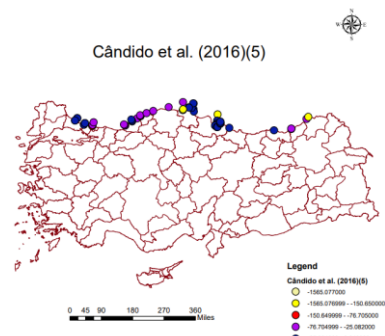 N
W E
S
Cândido et al. (2016)(5)
0 45 90 180 270 360
Miles
Legend
Cândido et al. (2016)(5)
-1565.077000
-1565.076999 - -150.650000
-150.649999 - -76.705000
-76.704999 - -25.082000